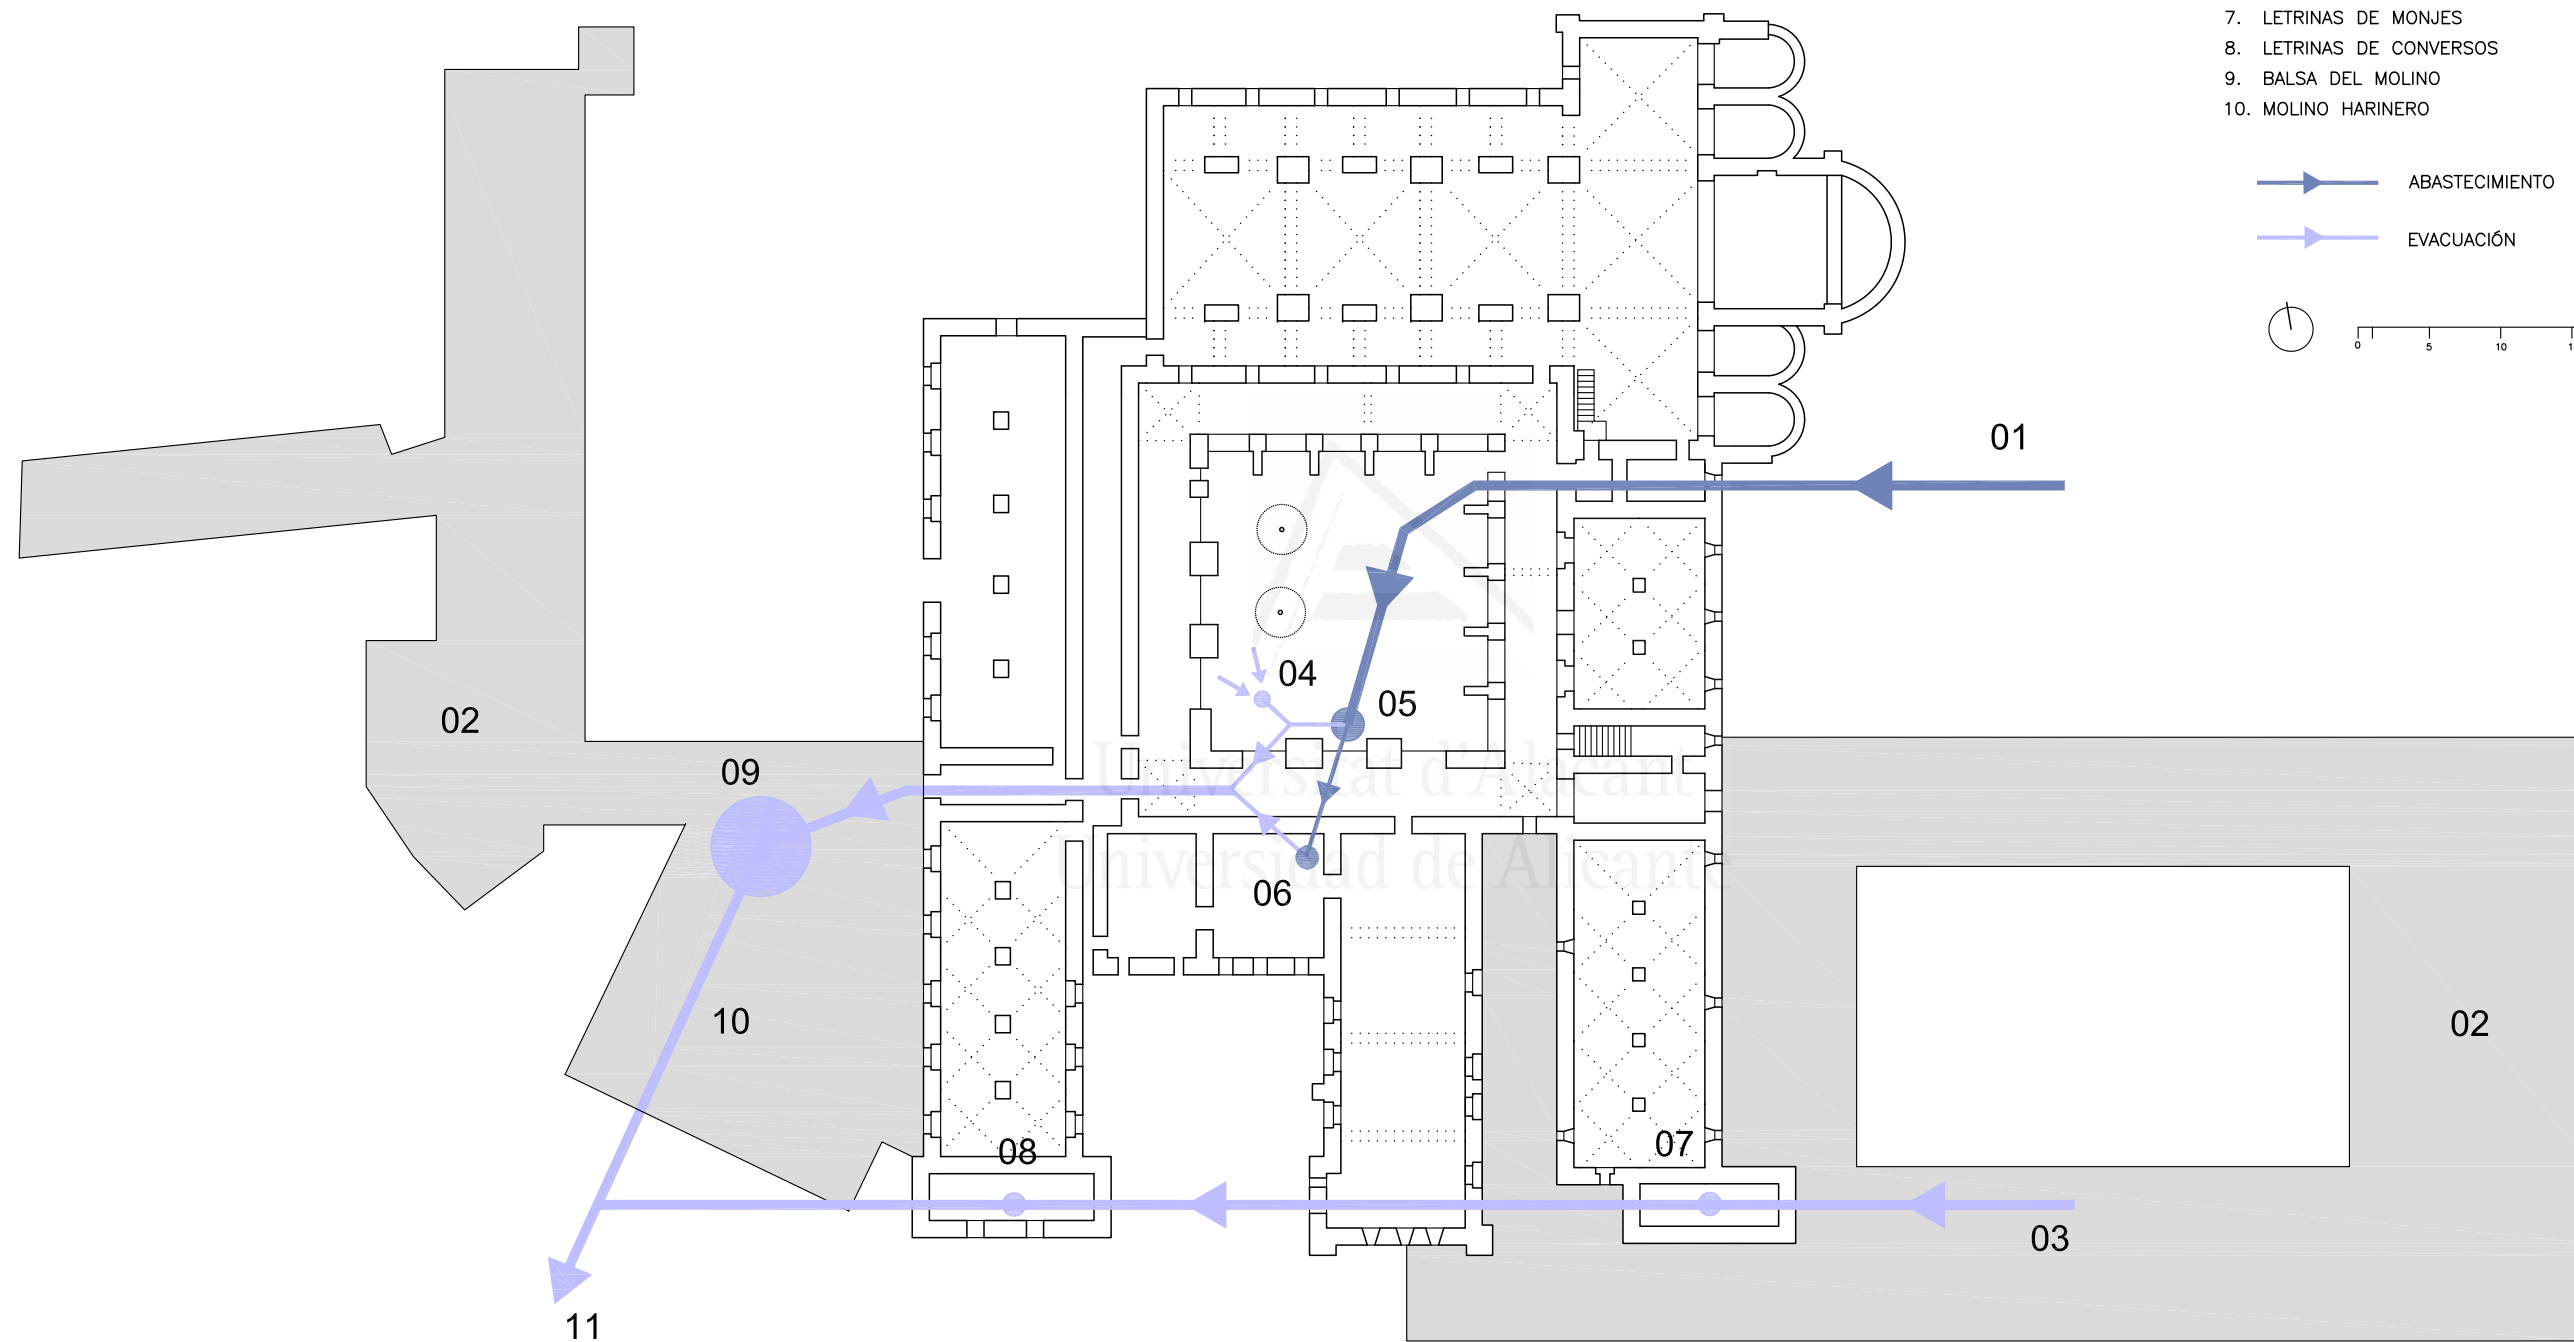 7. LETRINAS DE MONJES
8. LETRINAS DE CONVERSOS
9. BALSA DEL MOLINO
10. MOLINO HARINERO
ABASTECIMIENTO
EVACUACIÓN
0 5 10 1
01
04
05
02
09
Universitat d'Alacant
Universidad de Alicante
06
10
02
08
07
03
11